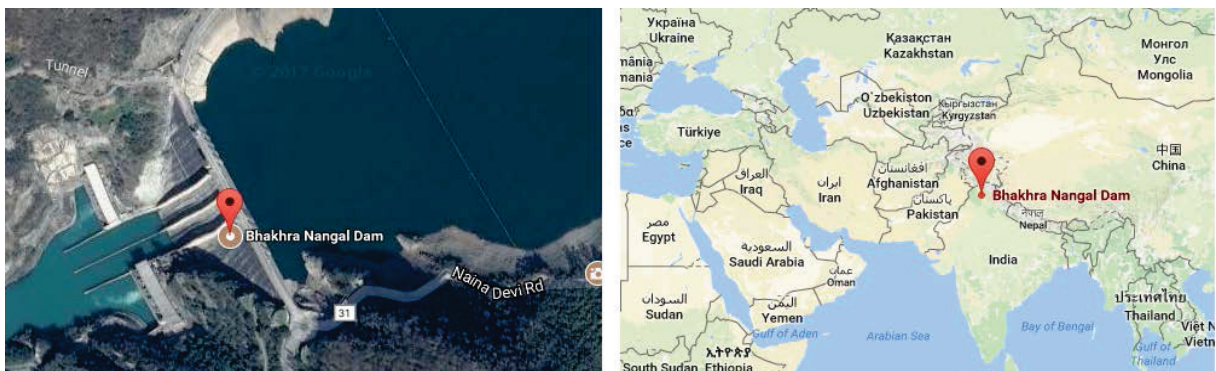 Tunnel
© 2017 Google
Bhakhra Nangal Dam
Naina Devi Rd
31
Україна
Ukraine
mânia
mania
Қазақстан
Kazakhstan
Монгол
Улс
Mongolia
O'zbekiston
Uzbekistan
Кыргызстан
Kyrgyzstan
Türkiye
ce
العراق
Iraq
ایران
Iran
افغانستان
Afghanistan
پاکستان
Pakistan
中国
China
Bhakhra Nangal Dam
नेपाल
Nepal
مصر
Egypt
السعودية
Saudi Arabia
عمان
Oman
India
السودان
Sudan
اليمن
Yemen
Gulf of Aden
Arabian Sea
Bay of Bengal
ประเทศไทย
Thailand
Việt N
Vietn
Gulf of
Thailand
South Sudan
ኢትዮጵያ
Ethiopia